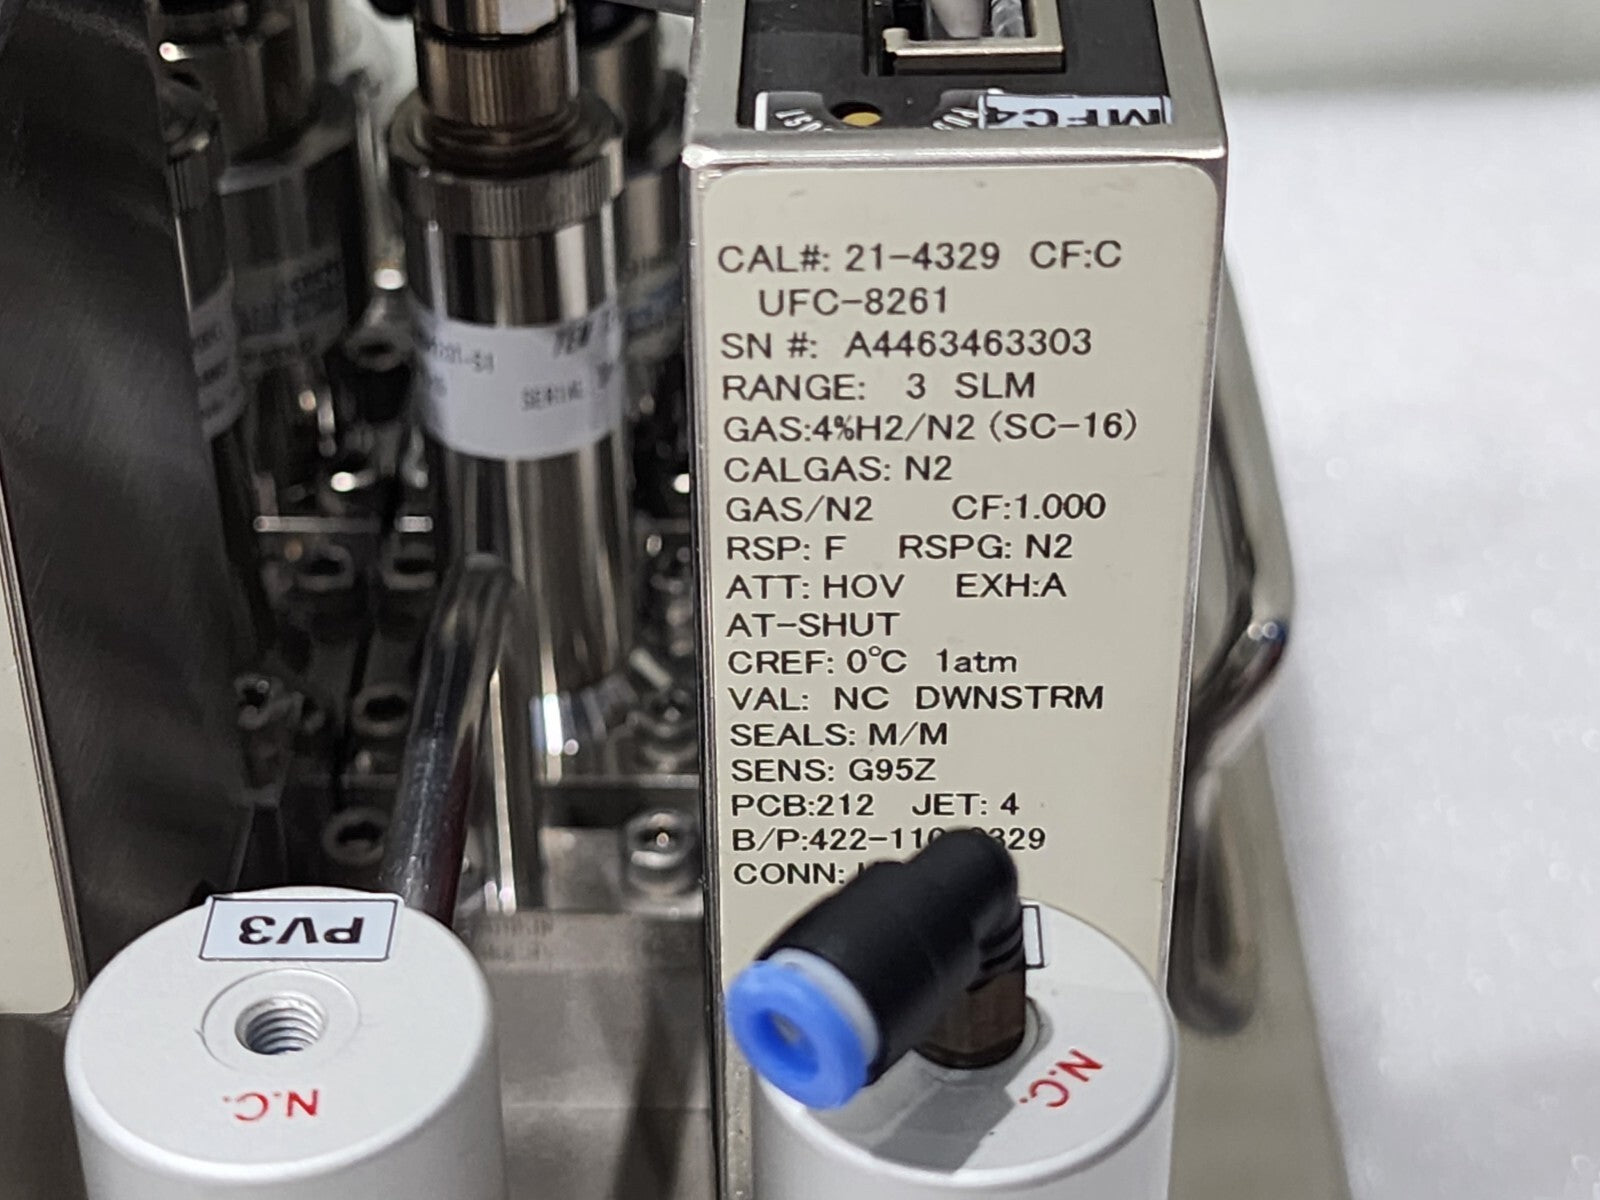 MFC4
CAL#: 21-4329 CF:C
UFC-8261
SN #: A4463463303
RANGE: 3 SLM
GAS:4%H2/N2 (SC-16)
CALGAS: N2
GAS/N2 CF:1.000
RSP: F RSPG: N2
ATT: HOV EXH:A
AT-SHUT
CREF: 0°C 1atm
VAL: NC DWNSTRM
SEALS: M/M
SENS: G95Z
PCB:212 JET: 4
CONN:
SERIAL
PV3
N.C.
N.C.